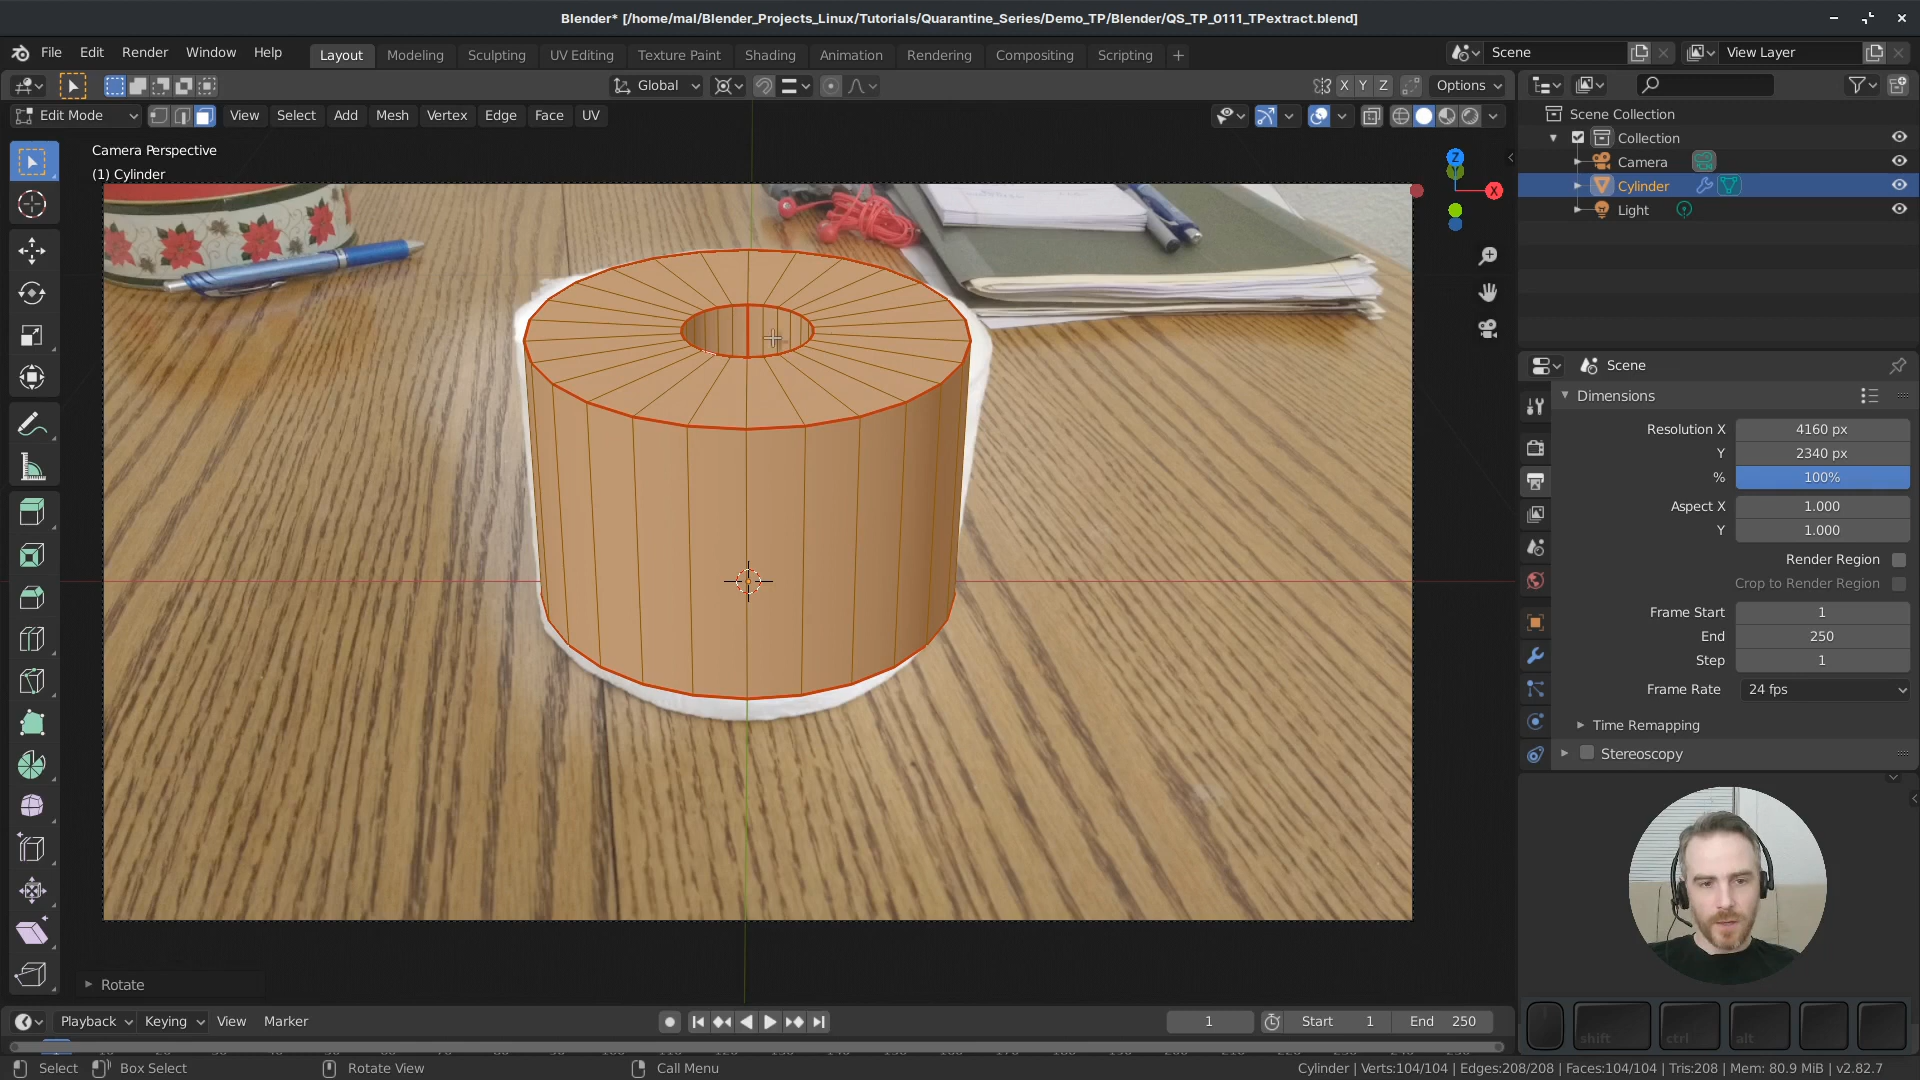 Blender* [/home/mal/Blender_Projects_Linux/Tutorials/Quarantine_Series/Demo_TP/Blender/QS_TP_0111_TPextract.blend]
File Edit Render Window Help
Layout Modeling Sculpting UV Editing Texture Paint Shading Animation Rendering Compositing Scripting +
Scene
View Layer
Global
X Y Z
Options
Edit Mode
View Select Add Mesh Vertex Edge Face UV
Camera Perspective
(1) Cylinder
Z
X
Scene Collection
Collection
Camera
Cylinder
Light
Scene
Dimensions
Resolution X 4160 px
Y 2340 px
% 100%
Aspect X 1.000
Y 1.000
Render Region
Crop to Render Region
Frame Start 1
End 250
Step 1
Frame Rate 24 fps
Time Remapping
Stereoscopy
Rotate
Playback Keying View Marker
1
Start 1
End 250
shift ctrl alt
Select Box Select Rotate View Call Menu
Cylinder | Verts:104/104 | Edges:208/208 | Faces:104/104 | Tris:208 | Mem: 80.9 MiB | v2.82.7